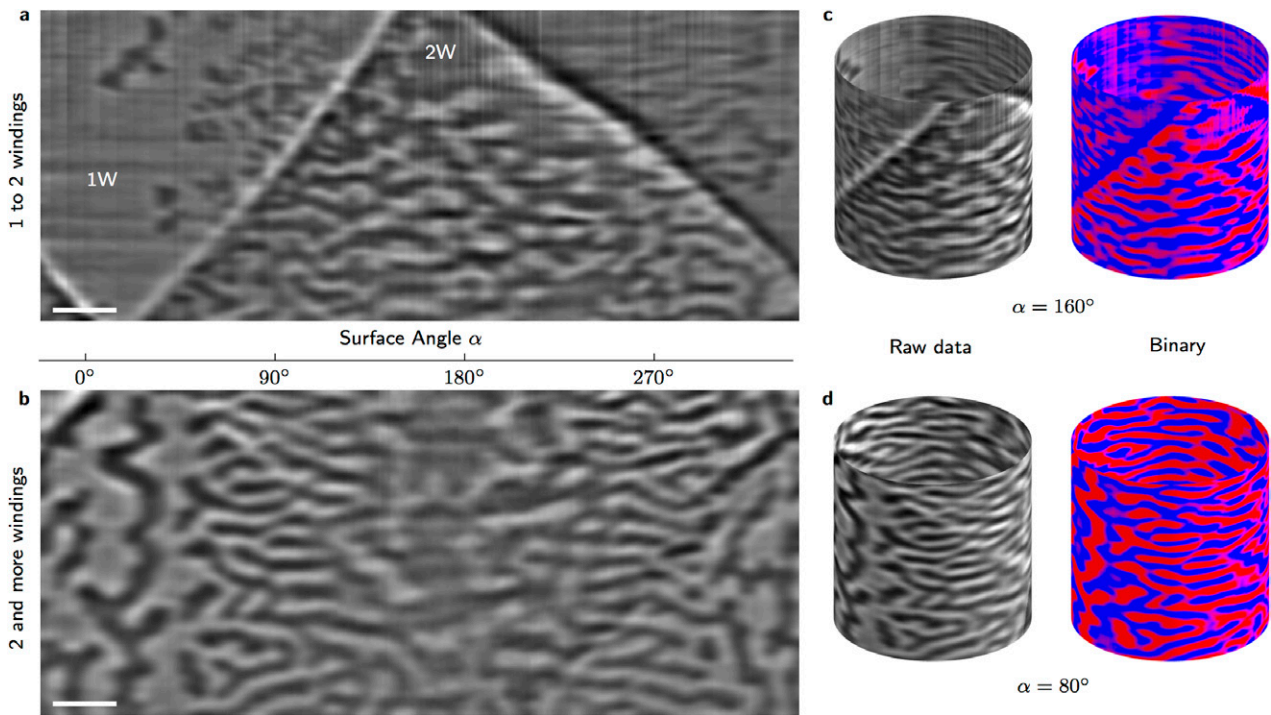 a
1 to 2 windings
1W
2W
Surface Angle α
0°
90°
180°
270°
b
2 and more windings
c
α = 160°
Raw data
Binary
d
α = 80°